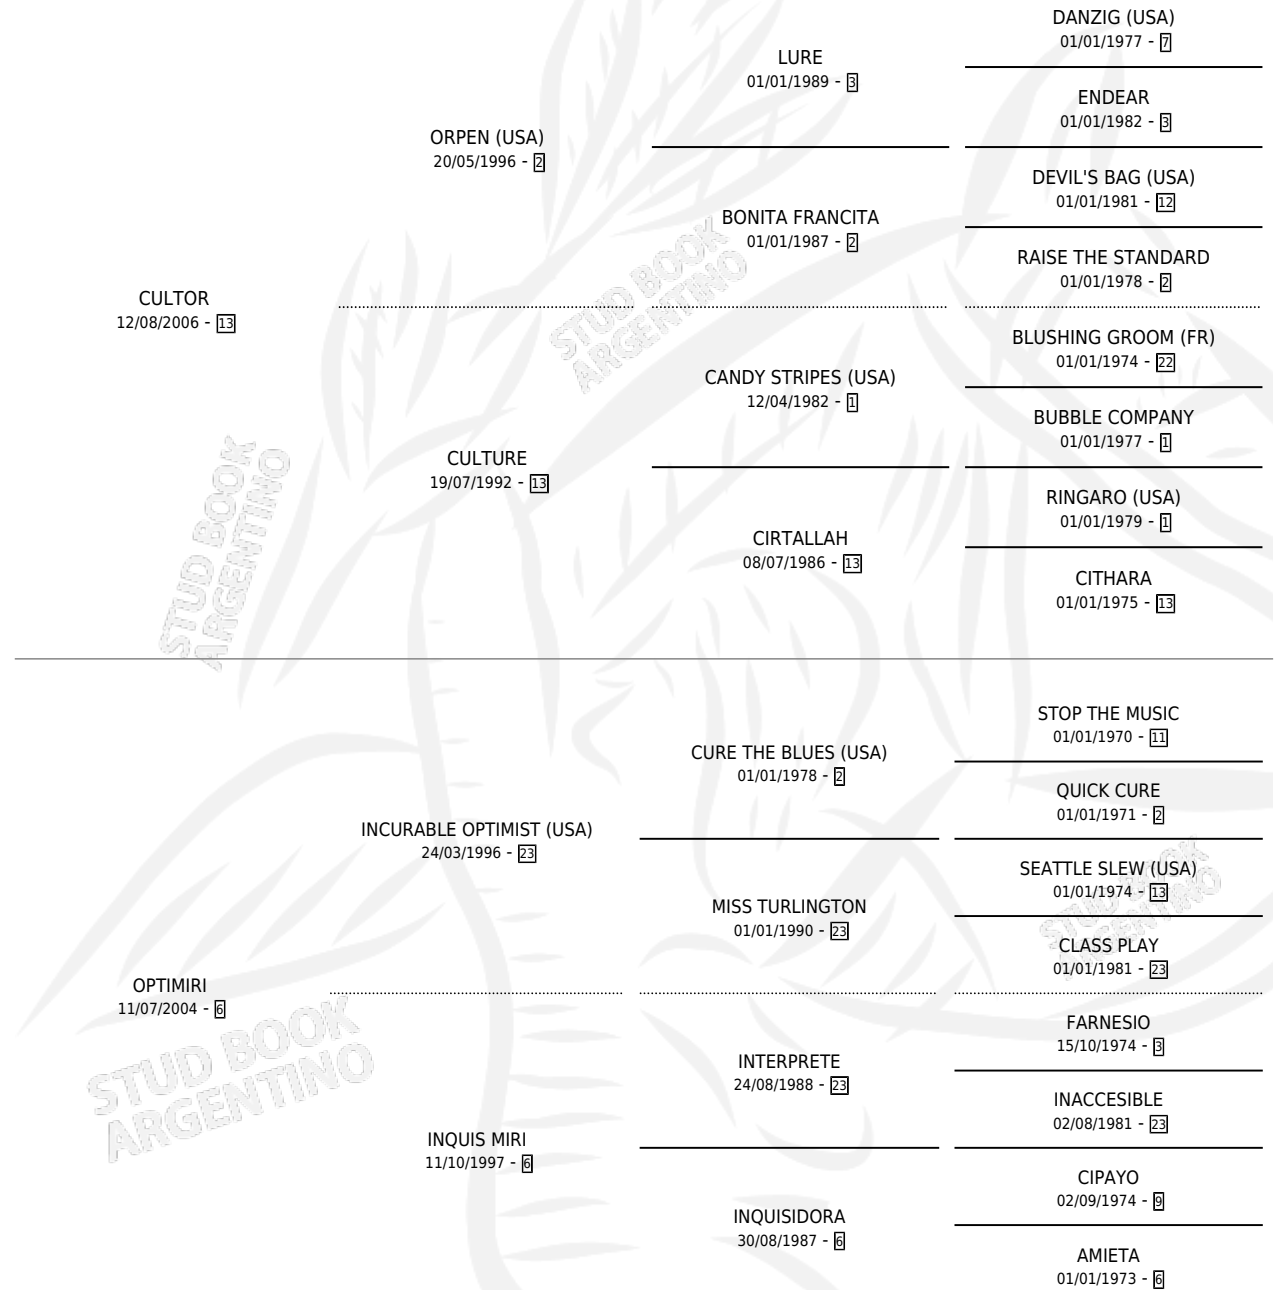 DANZIG (USA)
01/01/1977 - 7
LURE
01/01/1989 - 3
ENDEAR
01/01/1982 - 3
ORPEN (USA)
20/05/1996 - 2
DEVIL'S BAG (USA)
01/01/1981 - 12
BONITA FRANCITA
01/01/1987 - 2
RAISE THE STANDARD
01/01/1978 - 2
CULTOR
12/08/2006 - 13
BLUSHING GROOM (FR)
01/01/1974 - 22
CANDY STRIPES (USA)
12/04/1982 - 1
BUBBLE COMPANY
01/01/1977 - 1
CULTURE
19/07/1992 - 13
RINGARO (USA)
01/01/1979 - 1
CIRTALLAH
08/07/1986 - 13
CITHARA
01/01/1975 - 13
STOP THE MUSIC
01/01/1970 - 11
CURE THE BLUES (USA)
01/01/1978 - 2
QUICK CURE
01/01/1971 - 2
INCURABLE OPTIMIST (USA)
24/03/1996 - 23
SEATTLE SLEW (USA)
01/01/1974 - 13
MISS TURLINGTON
01/01/1990 - 23
CLASS PLAY
01/01/1981 - 23
OPTIMIRI
11/07/2004 - 6
FARNESIO
15/10/1974 - 3
INTERPRETE
24/08/1988 - 23
INACCESIBLE
02/08/1981 - 23
INQUIS MIRI
11/10/1997 - 6
CIPAYO
02/09/1974 - 9
INQUISIDORA
30/08/1987 - 6
AMIETA
01/01/1973 - 6
STUD BOOK
ARGENTINO
STUD BOOK
ARGENTINO
STUD BOOK
ARGENTINO
STUD BOOK
ARGENTINO